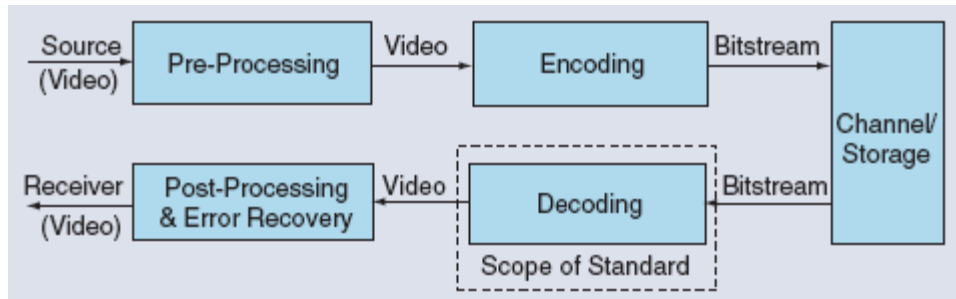 Source
(Video)
Pre-Processing
Video
Encoding
Bitstream
Channel/
Storage
Receiver
(Video)
Post-Processing
& Error Recovery
Video
Decoding
Bitstream
Scope of Standard